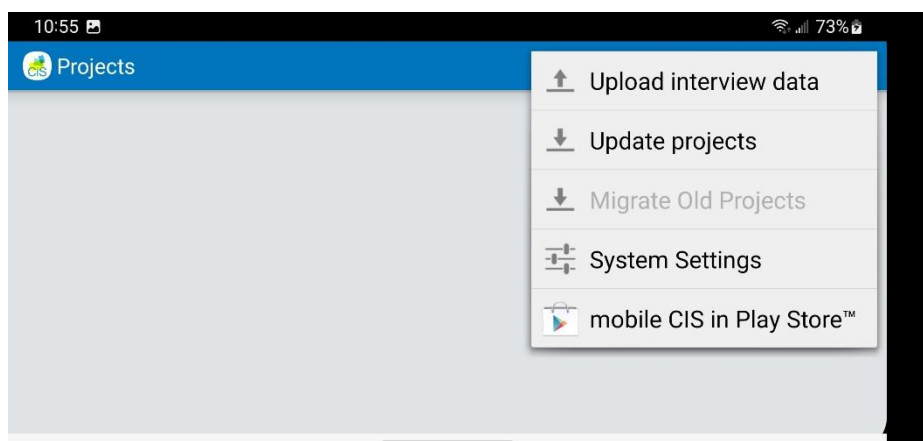 10:55
73%
CIS Projects
Upload interview data
Update projects
Migrate Old Projects
System Settings
mobile CIS in Play Store™